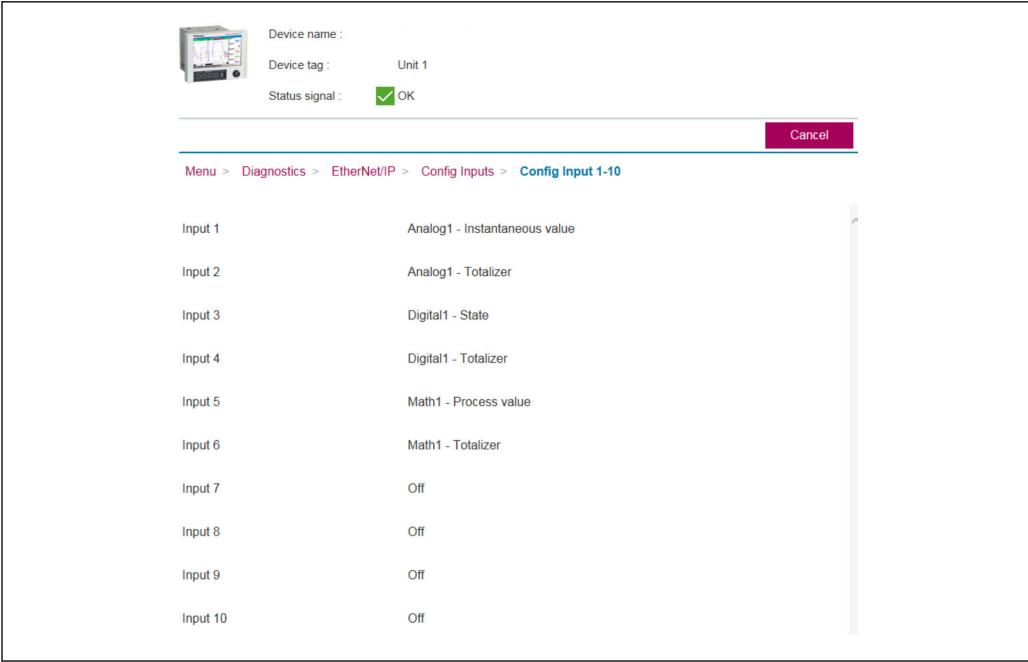 Device name :
Device tag : Unit 1
Status signal : OK
Cancel
Menu > Diagnostics > EtherNet/IP > Config Inputs > Config Input 1-10
Input 1 Analog1 - Instantaneous value
Input 2 Analog1 - Totalizer
Input 3 Digital1 - State
Input 4 Digital1 - Totalizer
Input 5 Math1 - Process value
Input 6 Math1 - Totalizer
Input 7 Off
Input 8 Off
Input 9 Off
Input 10 Off